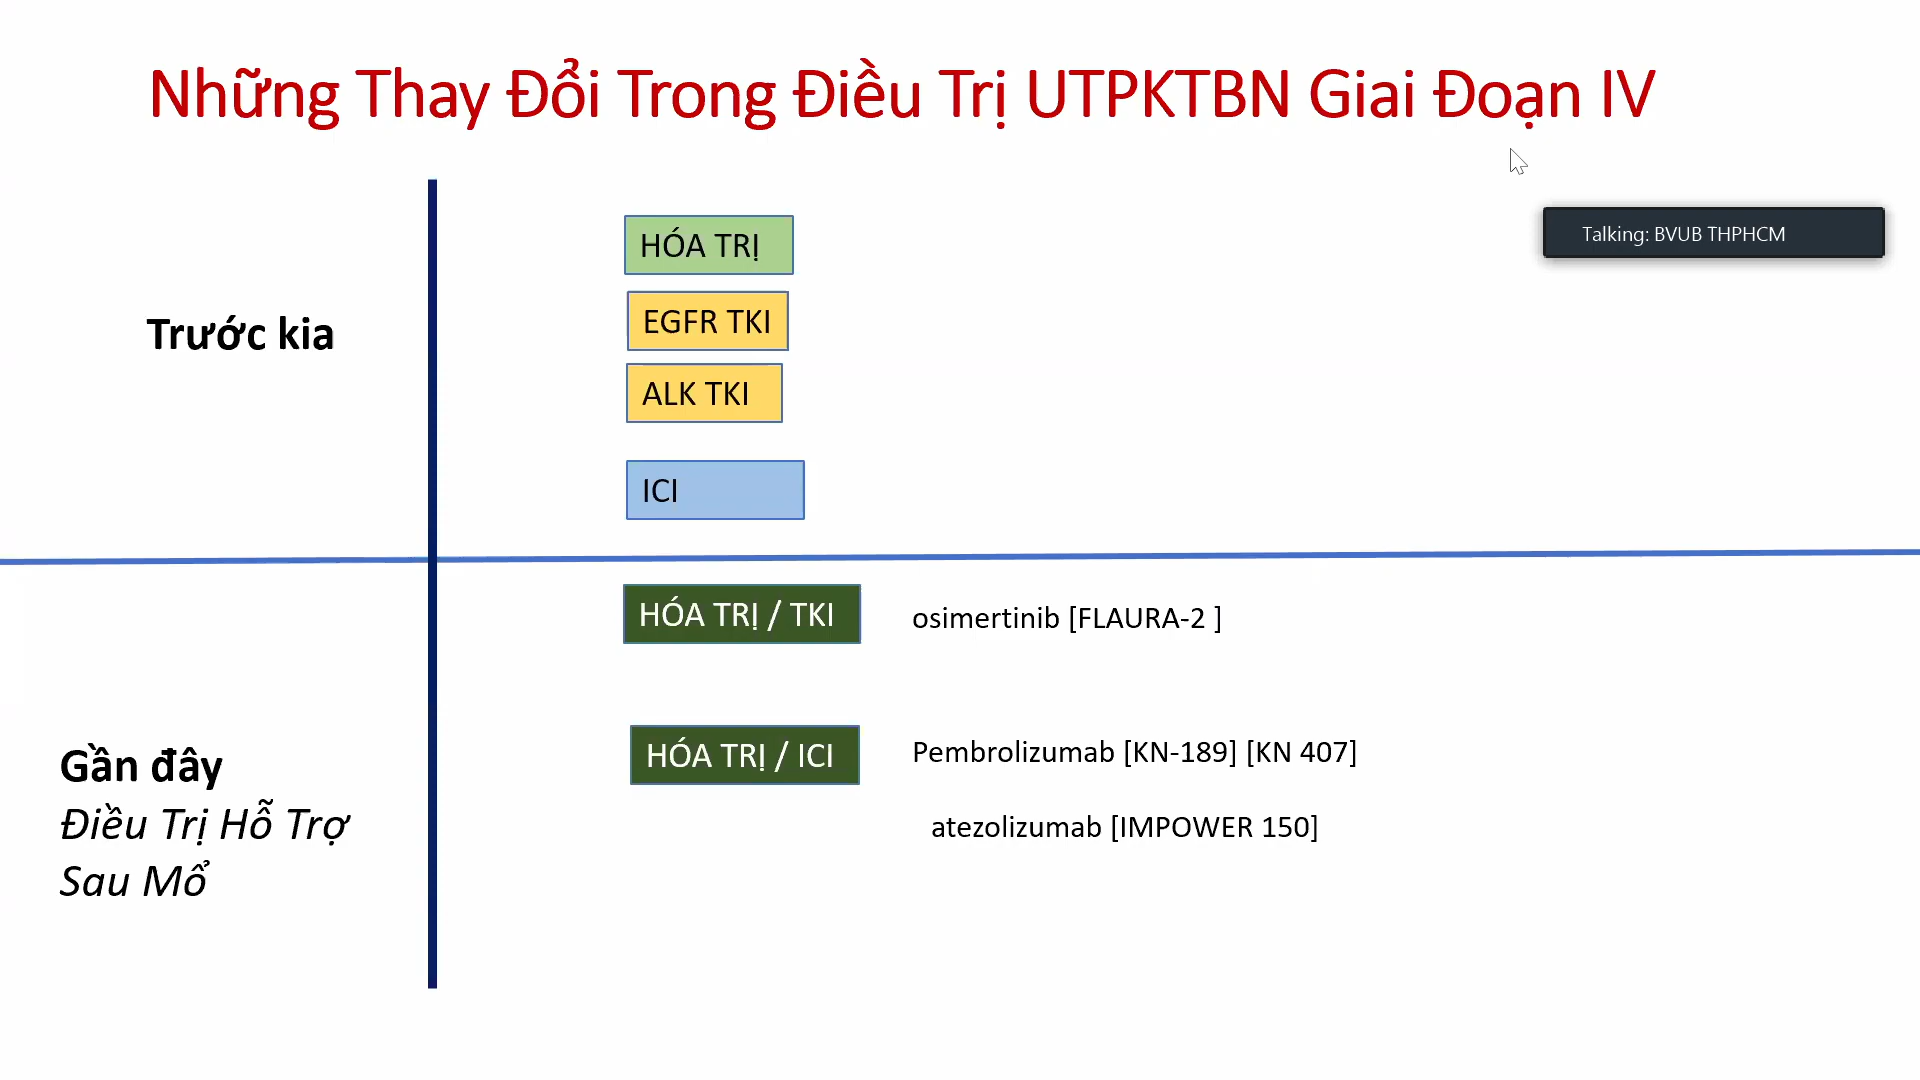 Những Thay Đổi Trong Điều Trị UTPKTBN Giai Đoạn IV
Talking: BVUB THPHCM
Trước kia
HÓA TRỊ
EGFR TKI
ALK TKI
ICI
HÓA TRỊ / TKI
osimertinib [FLAURA-2 ]
HÓA TRỊ / ICI
Pembrolizumab [KN-189] [KN 407]
atezolizumab [IMPOWER 150]
Gần đây
Điều Trị Hỗ Trợ
Sau Mổ